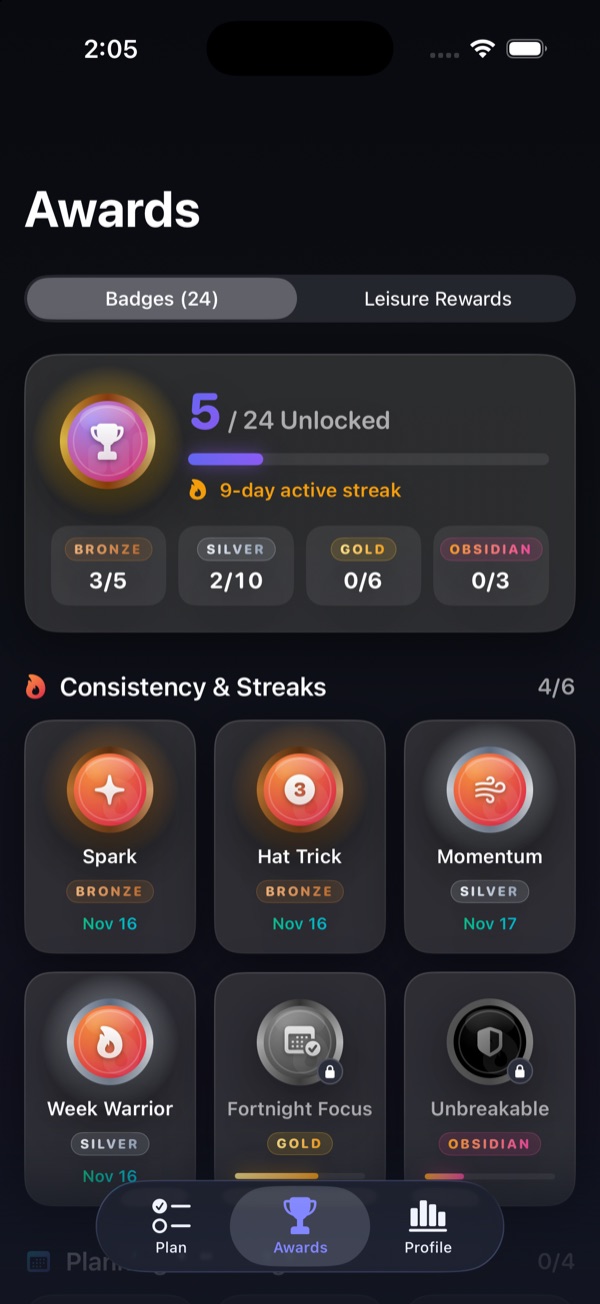 2:05
Awards
Badges (24)
Leisure Rewards
5 / 24 Unlocked
9-day active streak
BRONZE
3/5
SILVER
2/10
GOLD
0/6
OBSIDIAN
0/3
Consistency & Streaks
4/6
Spark
BRONZE
Nov 16
3
Hat Trick
BRONZE
Nov 16
Momentum
SILVER
Nov 17
Week Warrior
SILVER
Nov 16
Fortnight Focus
GOLD
Unbreakable
OBSIDIAN
0/4
Plan
Awards
Profile